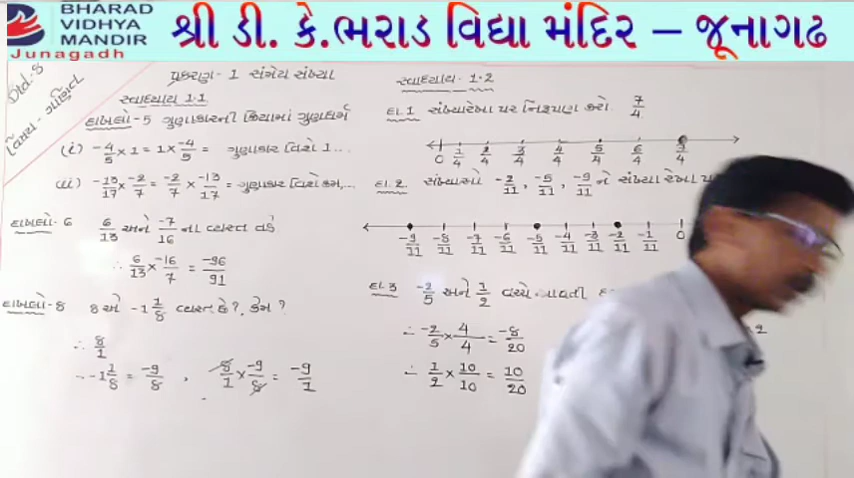 BHARAD
VIDHYA
MANDIR
Junagadh
શ્રી ડી. કે.ભરાડ વિદ્યા મંદિર – જૂનાગઢ
ધોરણ-8
વિષય - ગણિત
પ્રકરણ - 1 સંમેય સંખ્યા
સ્વાધ્યાય 1.1
દાખલો-5 ગુણાકારની ક્રિયામાં ગુણધર્મ
(i) -4/5 × 1 = 1 × -4/5 = ગુણાકાર વિશે 1...
(ii) -13/17 × -2/7 = -2/7 × -13/17 = ગુણાકાર વિશે ક્રમ...
દાખલો- 6 6/13 અને -7/16 ના વ્યસ્ત વડે
∴ 6/13 × -16/7 = -96/91
દાખલો-8 8 એ -1 1/8 વ્યસ્ત છે? કેમ?
∴ 8/1
∴ -1 1/8 = -9/8 , 8/1 × -9/8 = -9/1
સ્વાધ્યાય - 1.2
દા.1 સંખ્યારેખા પર નિરૂપણ કરો 7/4
0 1/4 2/4 3/4 4/4 5/4 6/4 7/4
દા.2 સંખ્યાઓ -2/11, -5/11, -9/11 ને સંખ્યા રેખા
-9/11 -8/11 -7/11 -6/11 -5/11 -4/11 -3/11 -2/11 -1/11 0
દા.3 -2/5 અને 1/2 વચ્ચે આવતી
∴ -2/5 × 4/4 = -8/20
∴ 1/2 × 10/10 = 10/20